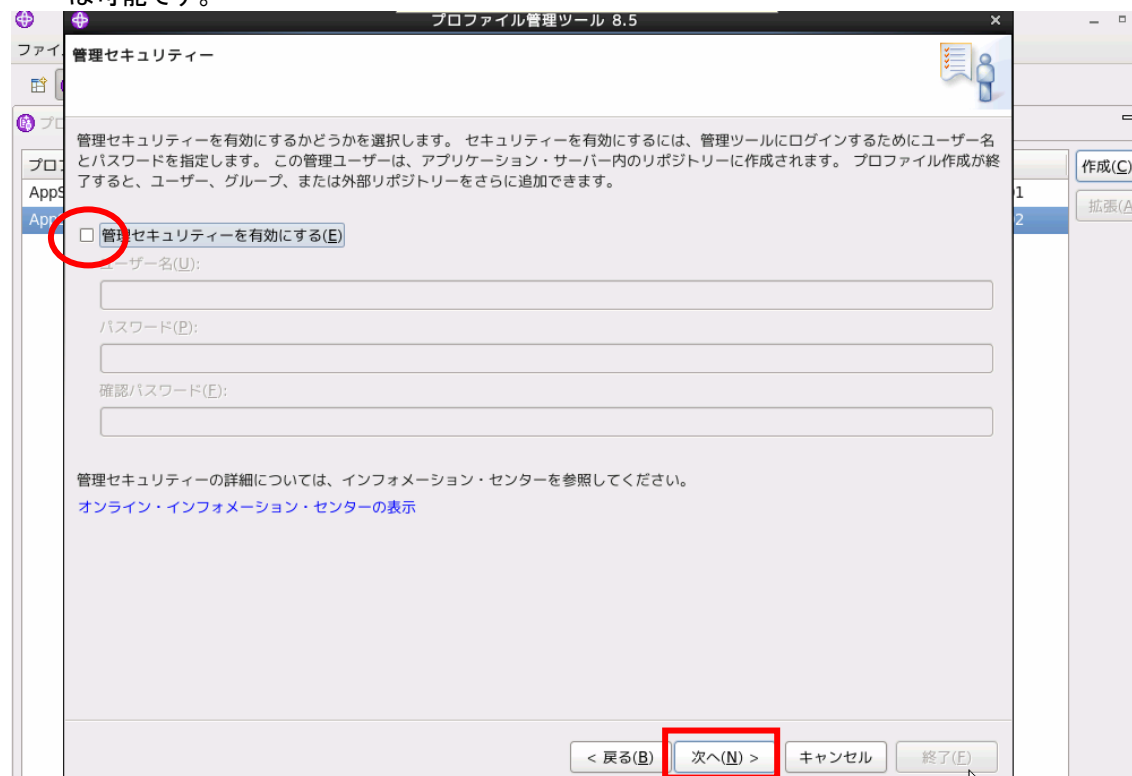 は可能です。
プロファイル管理ツール 8.5
ファイ
管理セキュリティー
管理セキュリティーを有効にするかどうかを選択します。 セキュリティーを有効にするには、管理ツールにログインするためにユーザー名
とパスワードを指定します。 この管理ユーザーは、アプリケーション・サーバー内のリポジトリーに作成されます。 プロファイル作成が終
了すると、ユーザー、グループ、または外部リポジトリーをさらに追加できます。
プロ
AppS
App
1
2
作成(C)
拡張(A
管理セキュリティーを有効にする(E)
ユーザー名(U):
パスワード(P):
確認パスワード(F):
管理セキュリティーの詳細については、インフォメーション・センターを参照してください。
オンライン・インフォメーション・センターの表示
< 戻る(B)
次へ(N) >
キャンセル
終了(F)